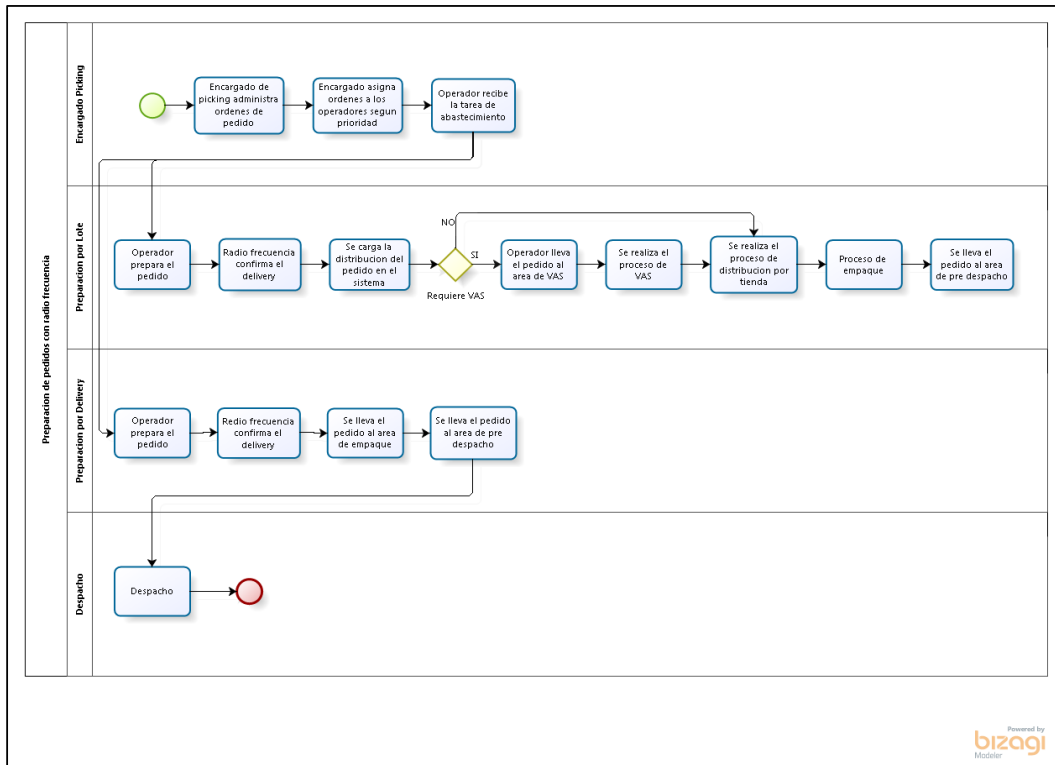 Preparacion de pedidos con radio frecuencia
Encargado Picking
Encargado de
picking administra
ordenes de
pedido
Encargado asigna
ordenes a los
operadores segun
prioridad
Operador recibe
la tarea de
abastecimiento
Preparacion por Lote
Operador
prepara el
pedido
Radio frecuencia
confirma el
delivery
Se carga la
distribucion del
pedido en el
sistema
NO
SI
Requiere VAS
Operador lleva
el pedido al
area de VAS
Se realiza el
proceso de
VAS
Se realiza el
proceso de
distribucion por
tienda
Proceso de
empaque
Se lleva el
pedido al area
de pre despacho
Preparacion por Delivery
Operador
prepara el
pedido
Redio frecuencia
confirma el
delivery
Se lleva el
pedido al area
de empaque
Se lleva el pedido
al area de pre
despacho
Despacho
Despacho
Powered by
bizagi
Modeler